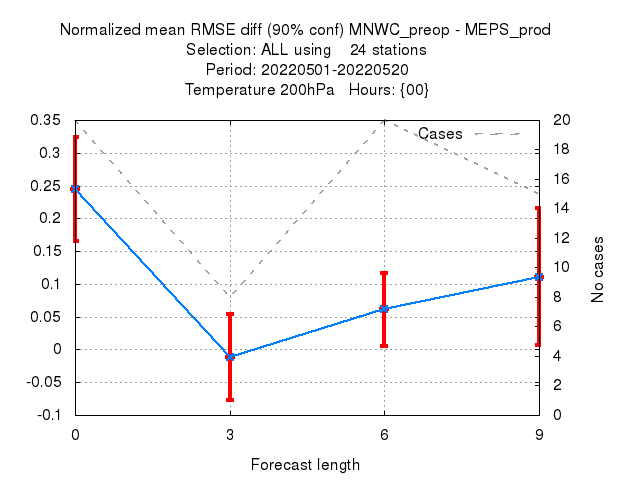 Normalized mean RMSE diff (90% conf) MNWC_preop - MEPS_prod
Selection: ALL using    24 stations
Period: 20220501-20220520
Temperature 200hPa   Hours: {00}
Cases
0.35
0.3
0.25
0.2
0.15
0.1
0.05
0
-0.05
-0.1
20
18
16
14
12
10
8
6
4
2
0
No cases
0 3 6 9
Forecast length